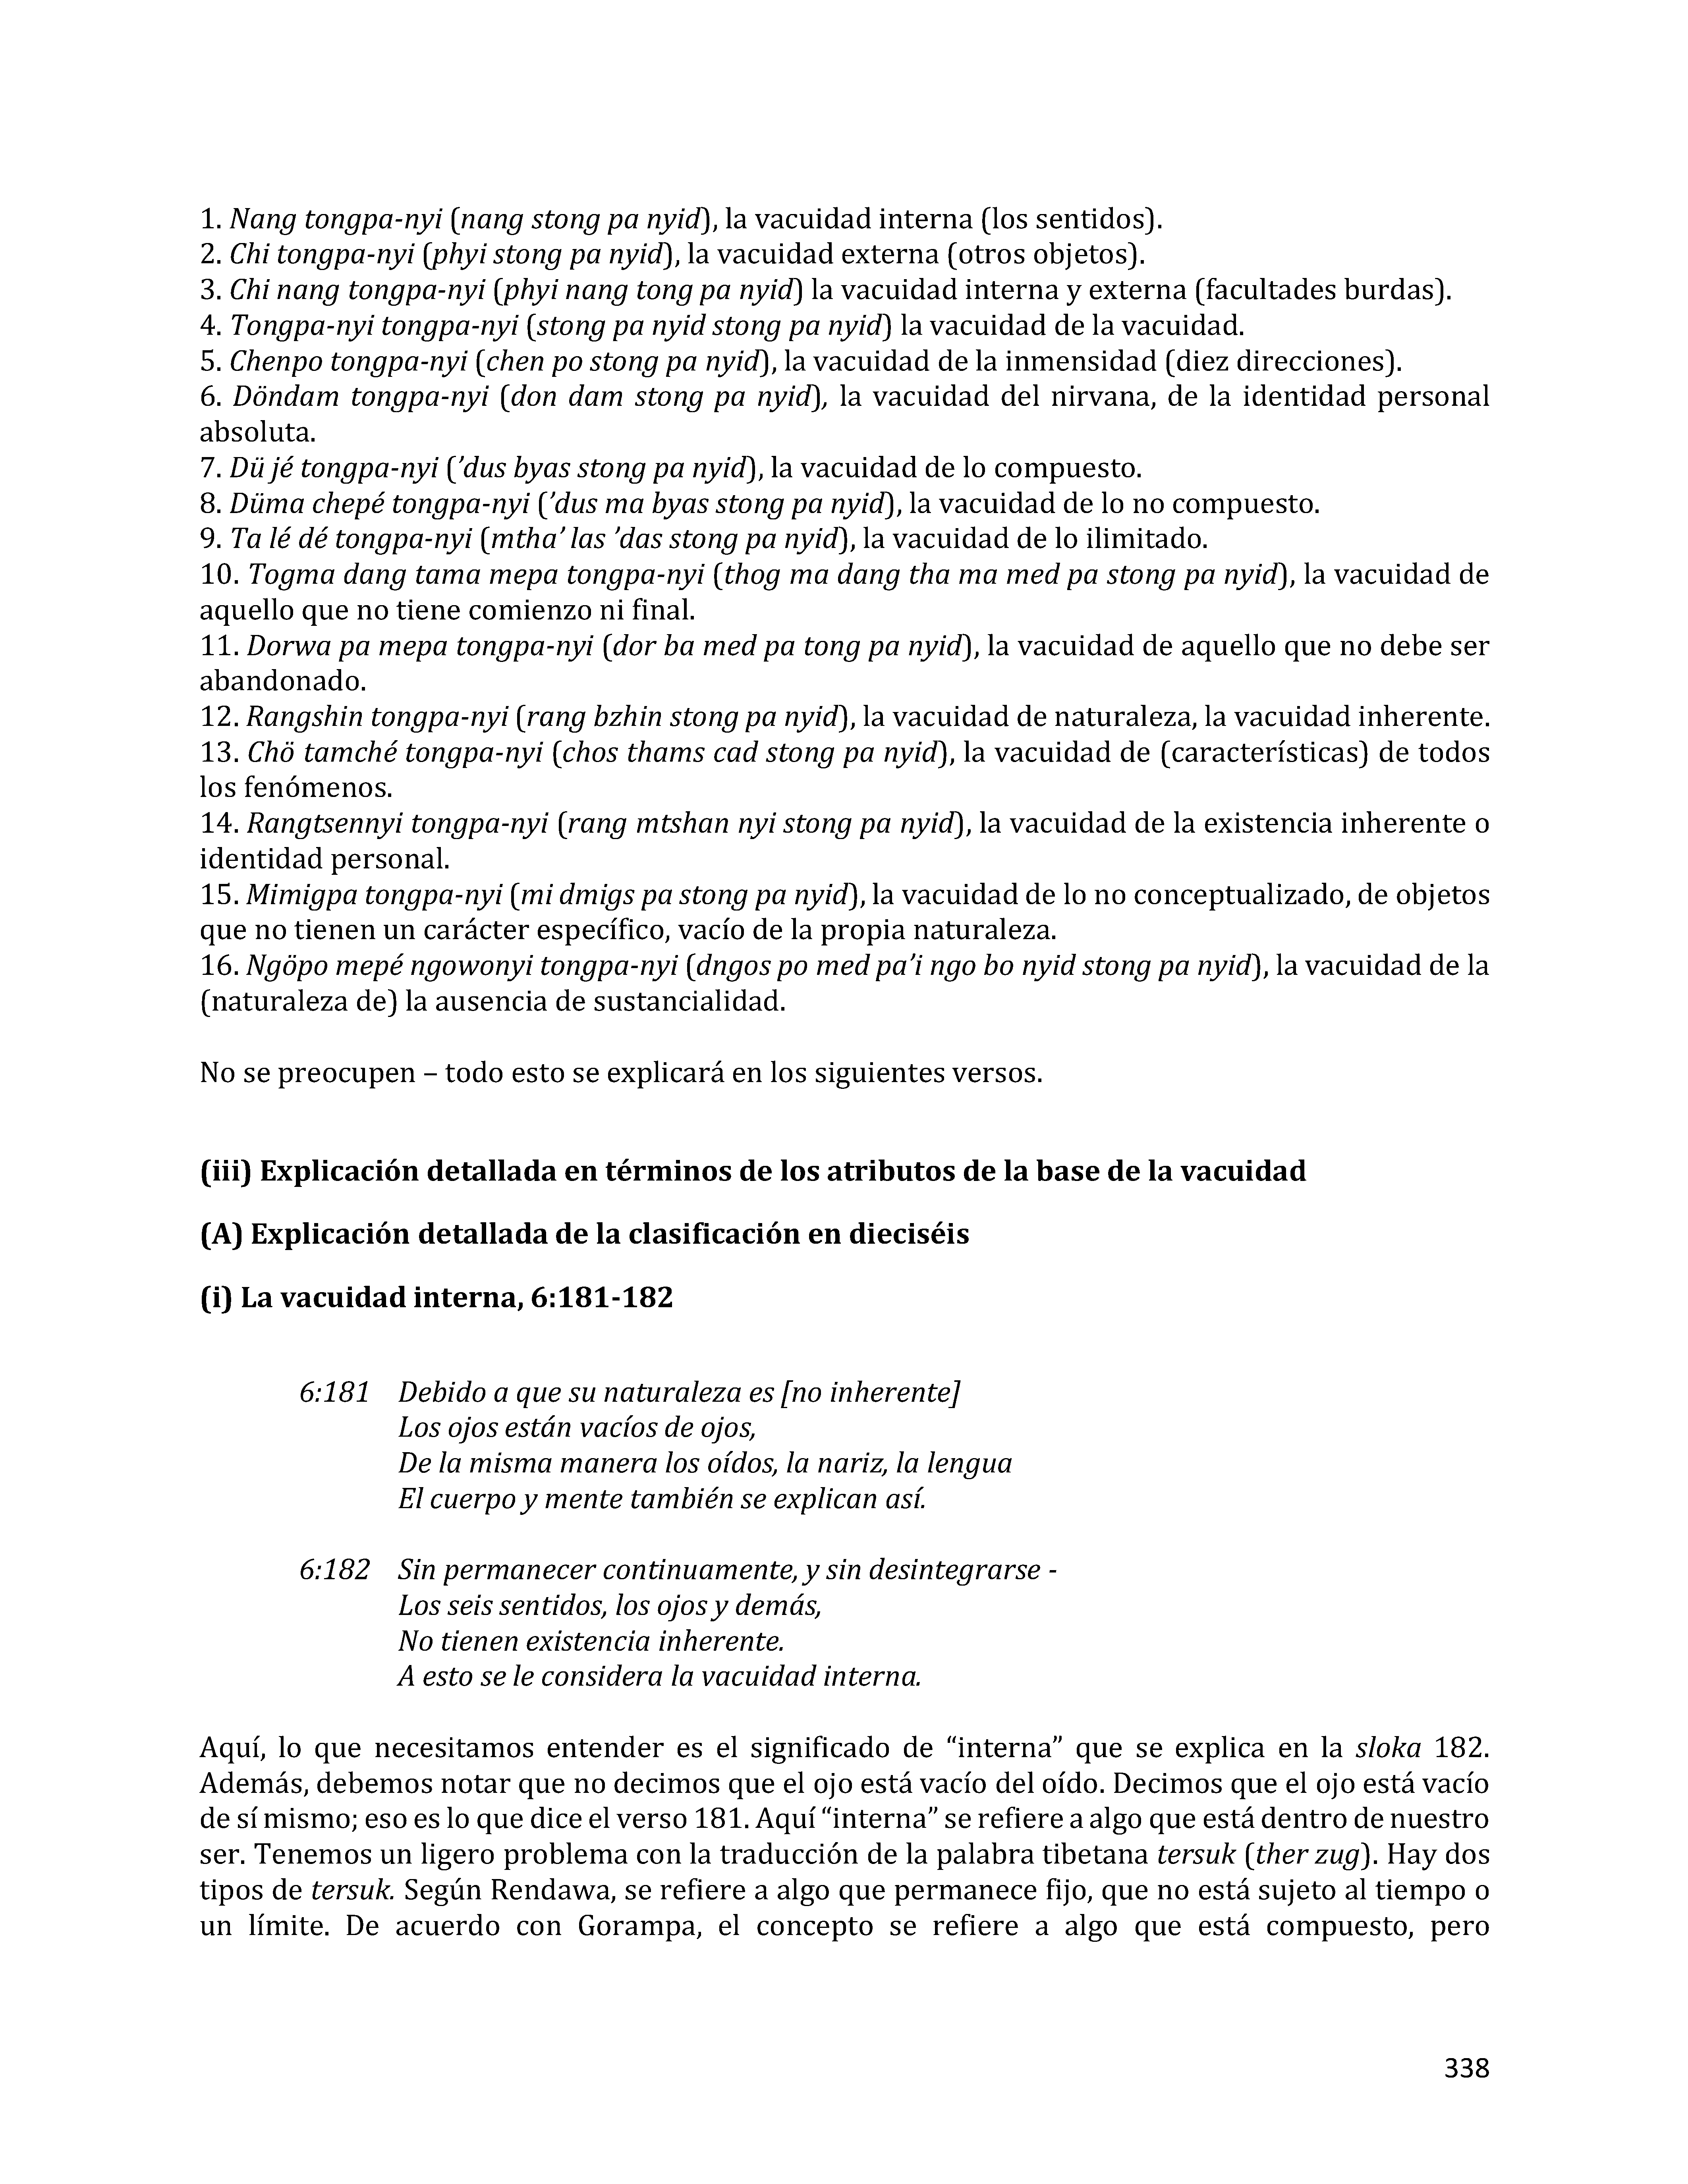 1. Nang tongpa-nyi (nang stong pa nyid), la vacuidad interna (los sentidos).
2. Chi tongpa-nyi (phyi stong pa nyid), la vacuidad externa (otros objetos).
3. Chi nang tongpa-nyi (phyi nang tong pa nyid) la vacuidad interna y externa (facultades burdas).
4. Tongpa-nyi tongpa-nyi (stong pa nyid stong pa nyid) la vacuidad de la vacuidad.
5. Chenpo tongpa-nyi (chen po stong pa nyid), la vacuidad de la inmensidad (diez direcciones).
6. Döndam tongpa-nyi (don dam stong pa nyid), la vacuidad del nirvana, de la identidad personal
absoluta.
7. Dü jé tongpa-nyi (’dus byas stong pa nyid), la vacuidad de lo compuesto.
8. Düma chepé tongpa-nyi (’dus ma byas stong pa nyid), la vacuidad de lo no compuesto.
9. Ta lé dé tongpa-nyi (mtha’ las ’das stong pa nyid), la vacuidad de lo ilimitado.
10. Togma dang tama mepa tongpa-nyi (thog ma dang tha ma med pa stong pa nyid), la vacuidad de
aquello que no tiene comienzo ni final.
11. Dorwa pa mepa tongpa-nyi (dor ba med pa tong pa nyid), la vacuidad de aquello que no debe ser
abandonado.
12. Rangshin tongpa-nyi (rang bzhin stong pa nyid), la vacuidad de naturaleza, la vacuidad inherente.
13. Chö tamché tongpa-nyi (chos thams cad stong pa nyid), la vacuidad de (características) de todos
los fenómenos.
14. Rangtsennyi tongpa-nyi (rang mtshan nyi stong pa nyid), la vacuidad de la existencia inherente o
identidad personal.
15. Mimigpa tongpa-nyi (mi dmigs pa stong pa nyid), la vacuidad de lo no conceptualizado, de objetos
que no tienen un carácter específico, vacío de la propia naturaleza.
16. Ngöpo mepé ngowonyi tongpa-nyi (dngos po med pa’i ngo bo nyid stong pa nyid), la vacuidad de la
(naturaleza de) la ausencia de sustancialidad.
No se preocupen – todo esto se explicará en los siguientes versos.
(iii) Explicación detallada en términos de los atributos de la base de la vacuidad
(A) Explicación detallada de la clasificación en dieciséis
(i) La vacuidad interna, 6:181-182
6:181 Debido a que su naturaleza es [no inherente]
Los ojos están vacíos de ojos,
De la misma manera los oídos, la nariz, la lengua
El cuerpo y mente también se explican así.
6:182 Sin permanecer continuamente, y sin desintegrarse -
Los seis sentidos, los ojos y demás,
No tienen existencia inherente.
A esto se le considera la vacuidad interna.
Aquí, lo que necesitamos entender es el significado de “interna” que se explica en la sloka 182.
Además, debemos notar que no decimos que el ojo está vacío del oído. Decimos que el ojo está vacío
de sí mismo; eso es lo que dice el verso 181. Aquí “interna” se refiere a algo que está dentro de nuestro
ser. Tenemos un ligero problema con la traducción de la palabra tibetana tersuk (ther zug). Hay dos
tipos de tersuk. Según Rendawa, se refiere a algo que permanece fijo, que no está sujeto al tiempo o
un límite. De acuerdo con Gorampa, el concepto se refiere a algo que está compuesto, pero
338